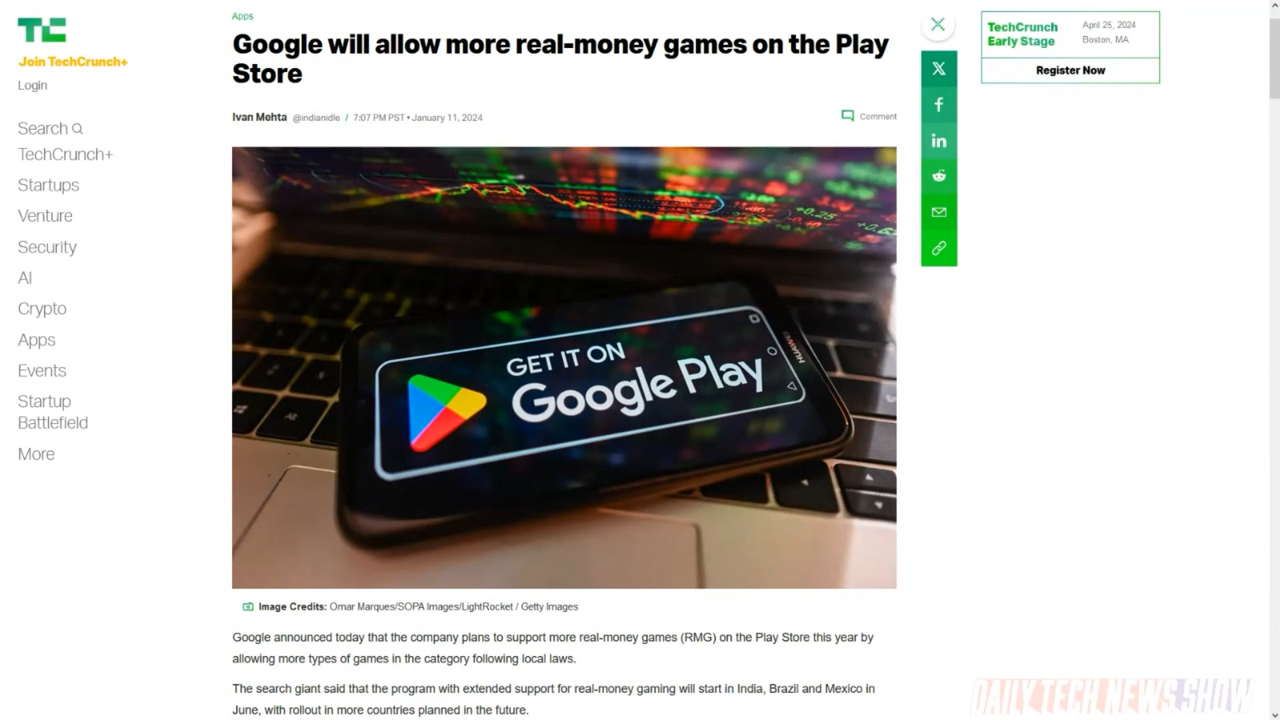 TC
Join TechCrunch+
Login
Search
TechCrunch+
Startups
Venture
Security
AI
Crypto
Apps
Events
Startup
Battlefield
More
Apps
Google will allow more real-money games on the Play
Store
Ivan Mehta @indianidle / 7:07 PM PST • January 11, 2024
Comment
+0.25
GET IT ON
Google Play
HUAWEI
Image Credits: Omar Marques/SOPA Images/LightRocket / Getty Images
Google announced today that the company plans to support more real-money games (RMG) on the Play Store this year by
allowing more types of games in the category following local laws.
The search giant said that the program with extended support for real-money gaming will start in India, Brazil and Mexico in
June, with rollout in more countries planned in the future.
X
f
in
TechCrunch
Early Stage
April 25, 2024
Boston, MA
Register Now
DAILY TECH NEWS SHOW